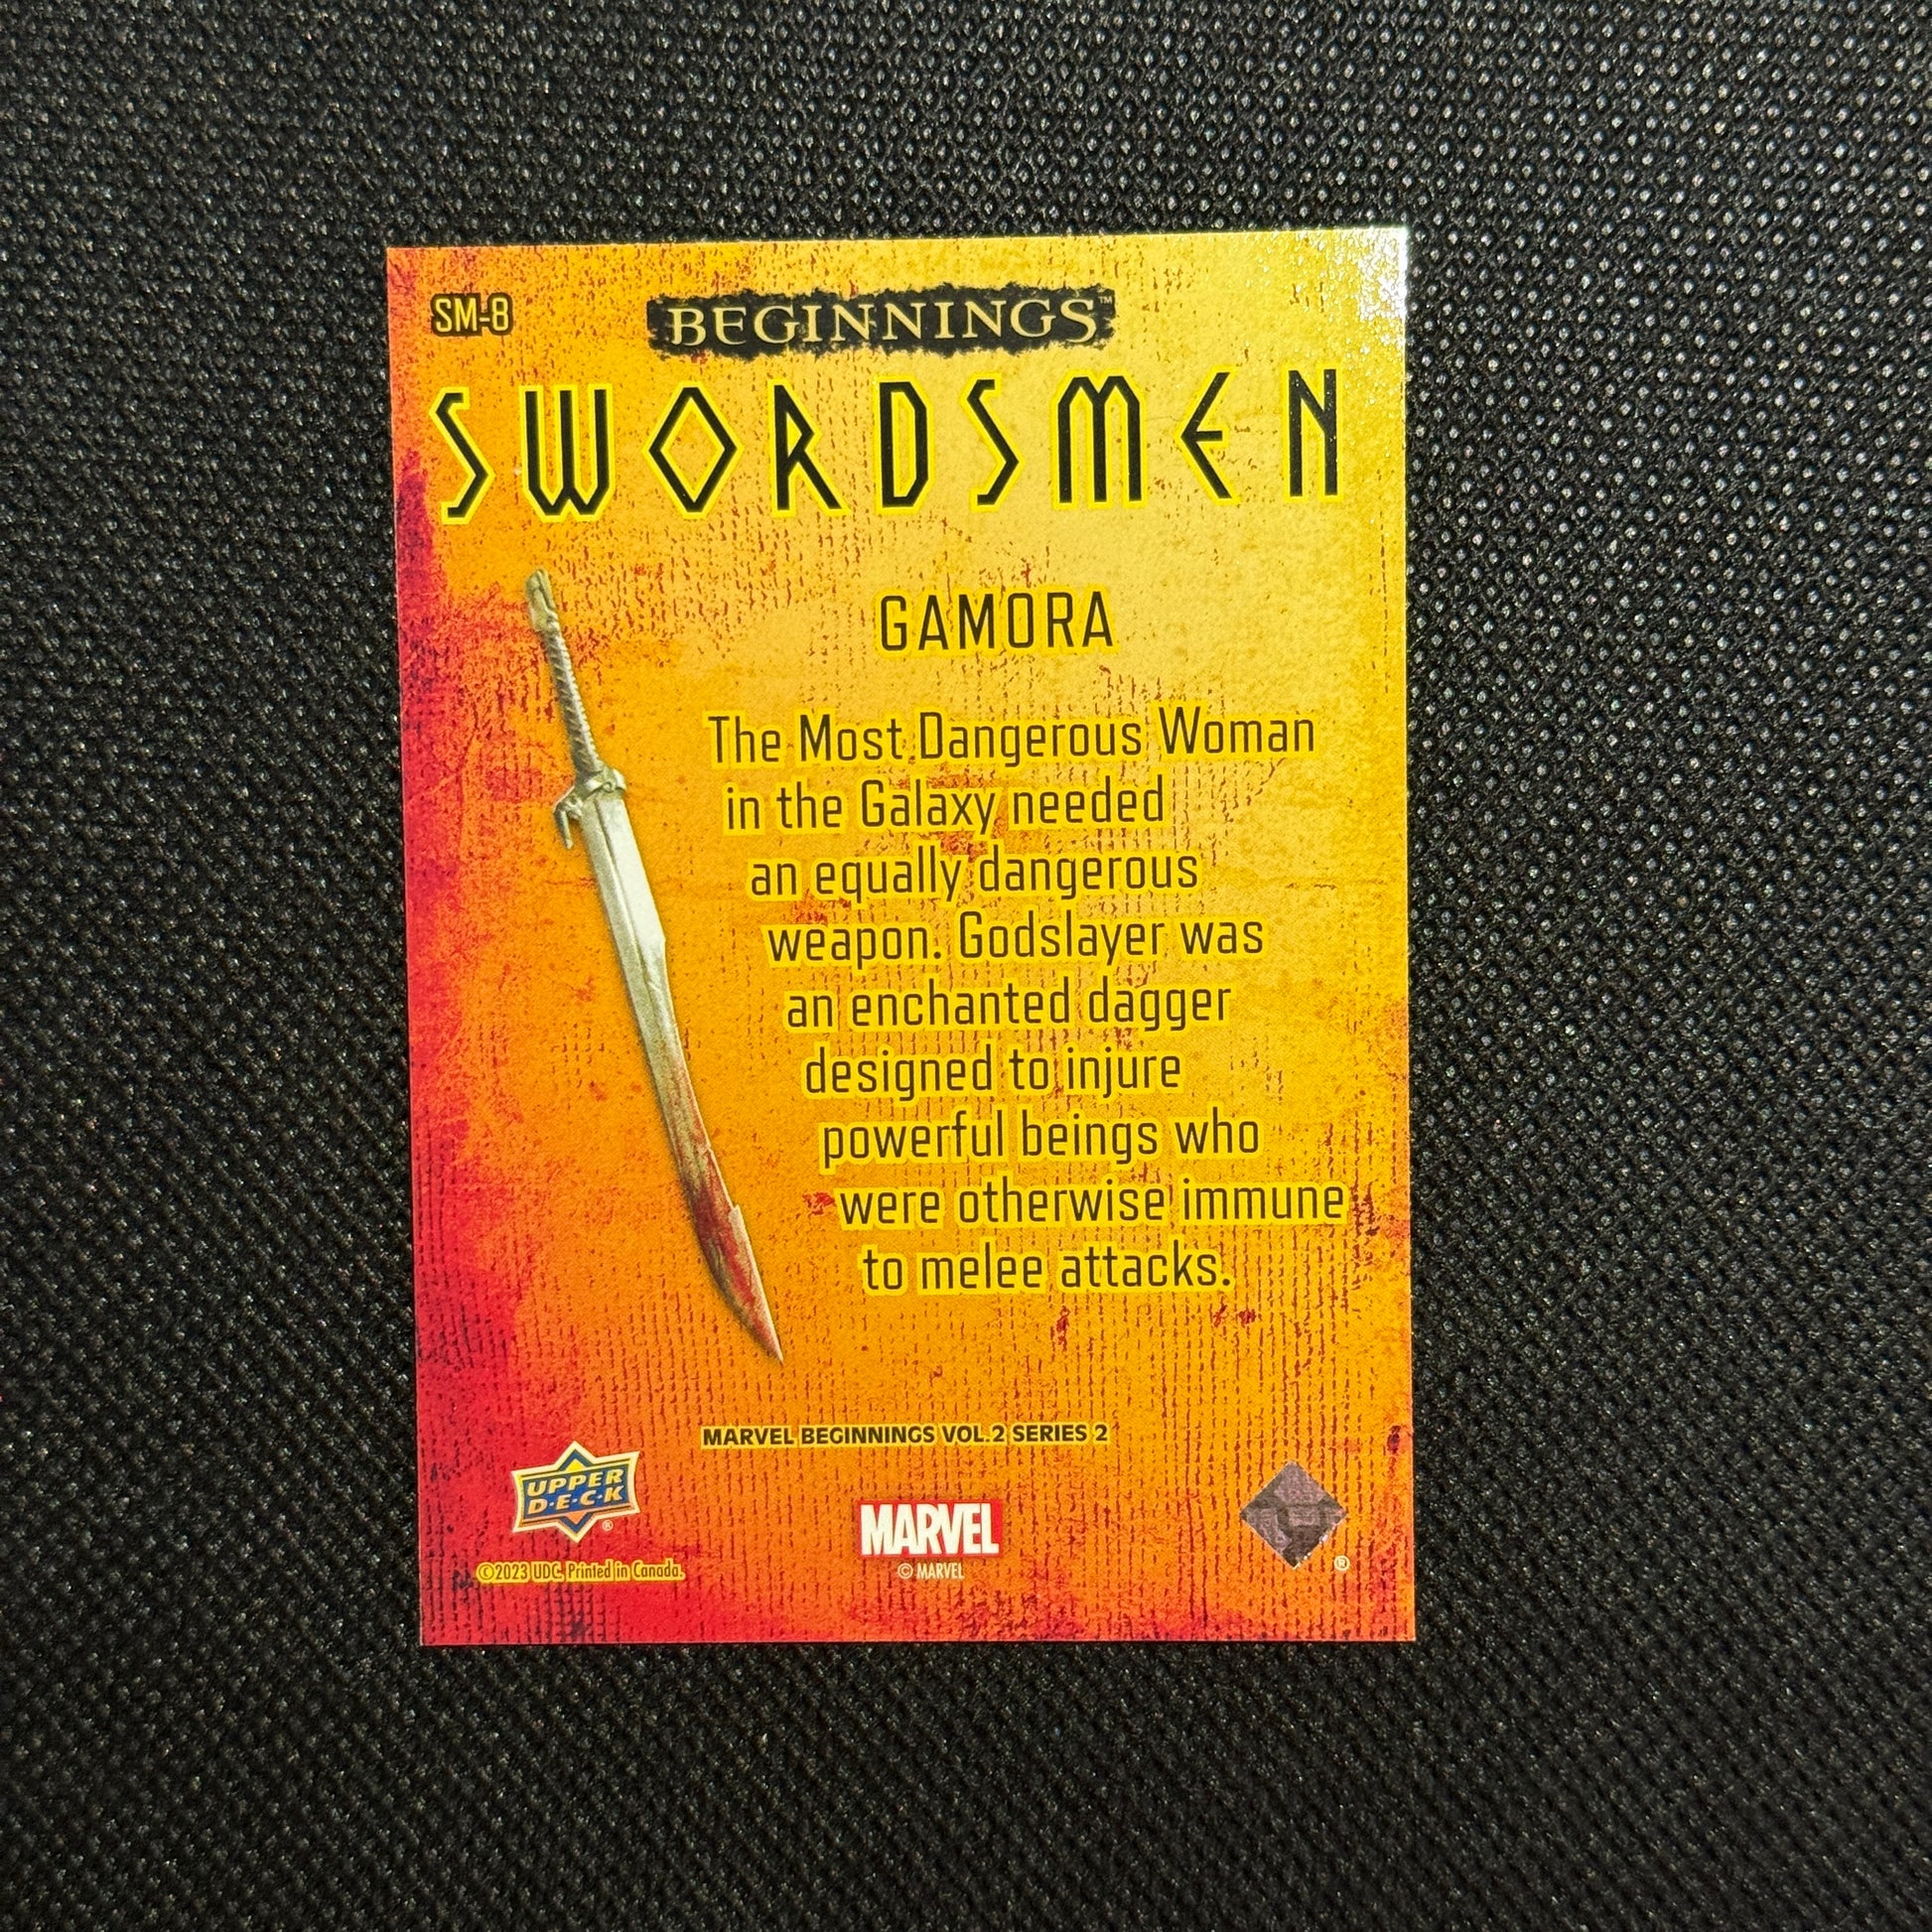 SM-8
BEGINNINGS™
SWORDSMEN
GAMORA
The Most Dangerous Woman
in the Galaxy needed
an equally dangerous
weapon. Godslayer was
an enchanted dagger
designed to injure
powerful beings who
were otherwise immune
to melee attacks.
MARVEL BEGINNINGS VOL.2 SERIES 2
UPPER
D·E·C·K
®
MARVEL
©2023 UDC. Printed in Canada.
© MARVEL
®